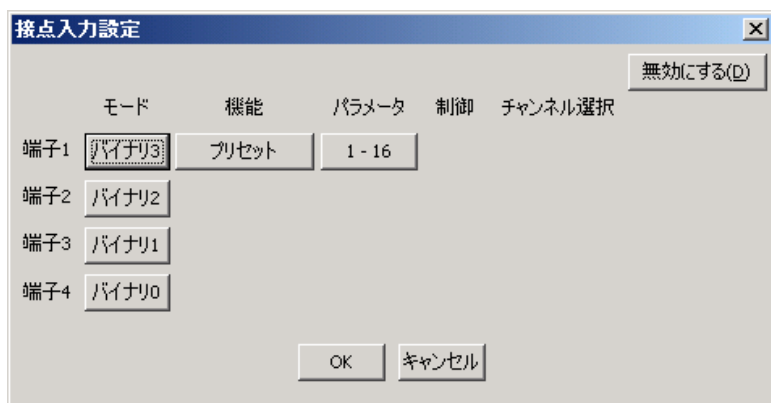 接点入力設定
無効にする(D)
モード 機能 パラメータ 制御 チャンネル選択
端子1 バイナリ3 プリセット 1 - 16
端子2 バイナリ2
端子3 バイナリ1
端子4 バイナリ0
OK キャンセル